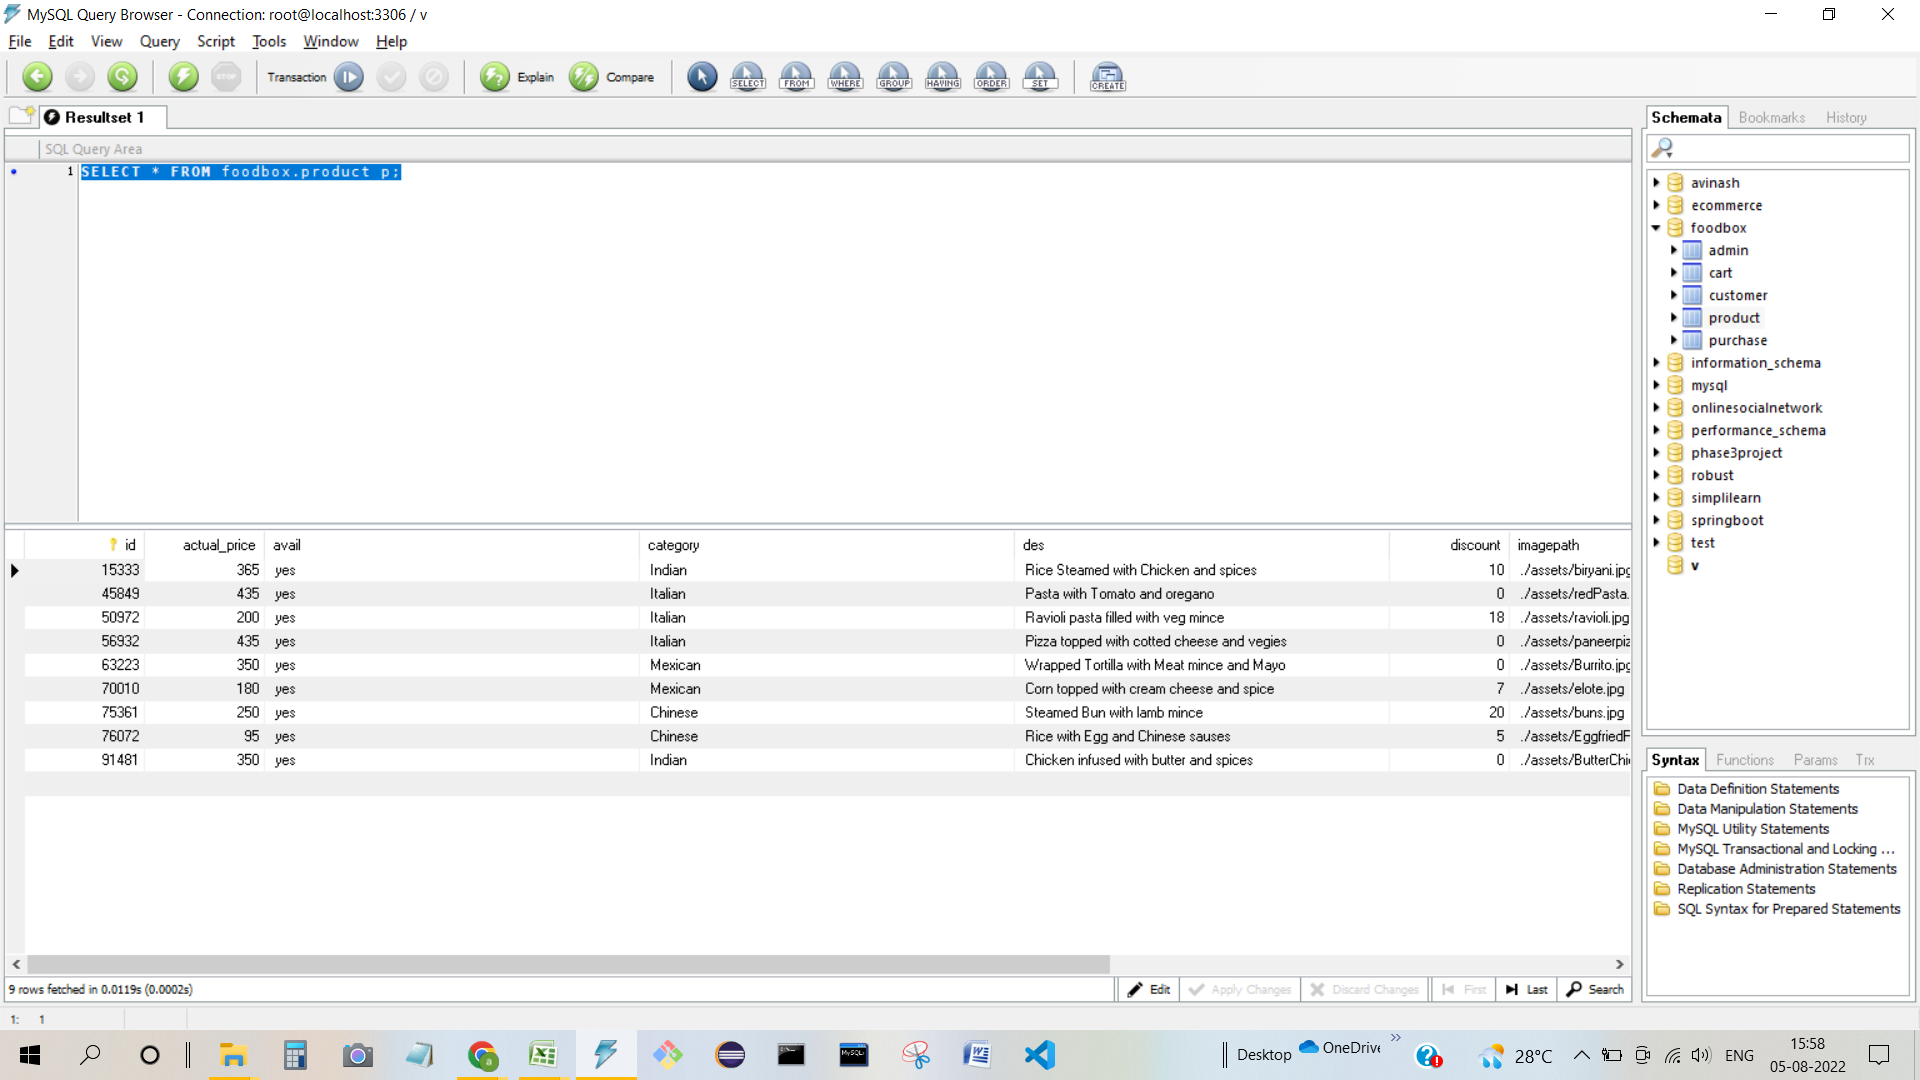 MySQL Query Browser - Connection: root@localhost:3306 / v
File Edit View Query Script Tools Window Help
STOP Transaction Explain Compare SELECT FROM WHERE GROUP HAVING ORDER SET CREATE
Resultset 1
SQL Query Area
1 SELECT * FROM foodbox.product p;
id actual_price avail category des discount imagepath
15333 365 yes Indian Rice Steamed with Chicken and spices 10 ./assets/biryani.jpg
45849 435 yes Italian Pasta with Tomato and oregano 0 ./assets/redPasta.
50972 200 yes Italian Ravioli pasta filled with veg mince 18 ./assets/ravioli.jpg
56932 435 yes Italian Pizza topped with cotted cheese and vegies 0 ./assets/paneerpiz
63223 350 yes Mexican Wrapped Tortilla with Meat mince and Mayo 0 ./assets/Burrito.jpg
70010 180 yes Mexican Corn topped with cream cheese and spice 7 ./assets/elote.jpg
75361 250 yes Chinese Steamed Bun with lamb mince 20 ./assets/buns.jpg
76072 95 yes Chinese Rice with Egg and Chinese sauses 5 ./assets/EggfriedF
91481 350 yes Indian Chicken infused with butter and spices 0 ./assets/ButterChi
9 rows fetched in 0.0119s (0.0002s) Edit Apply Changes Discard Changes First Last Search
1: 1
Schemata Bookmarks History
avinash
ecommerce
foodbox
admin
cart
customer
product
purchase
information_schema
mysql
onlinesocialnetwork
performance_schema
phase3project
robust
simplilearn
springboot
test
v
Syntax Functions Params Trx
Data Definition Statements
Data Manipulation Statements
MySQL Utility Statements
MySQL Transactional and Locking ...
Database Administration Statements
Replication Statements
SQL Syntax for Prepared Statements
Desktop OneDrive 28°C ENG 15:58
05-08-2022